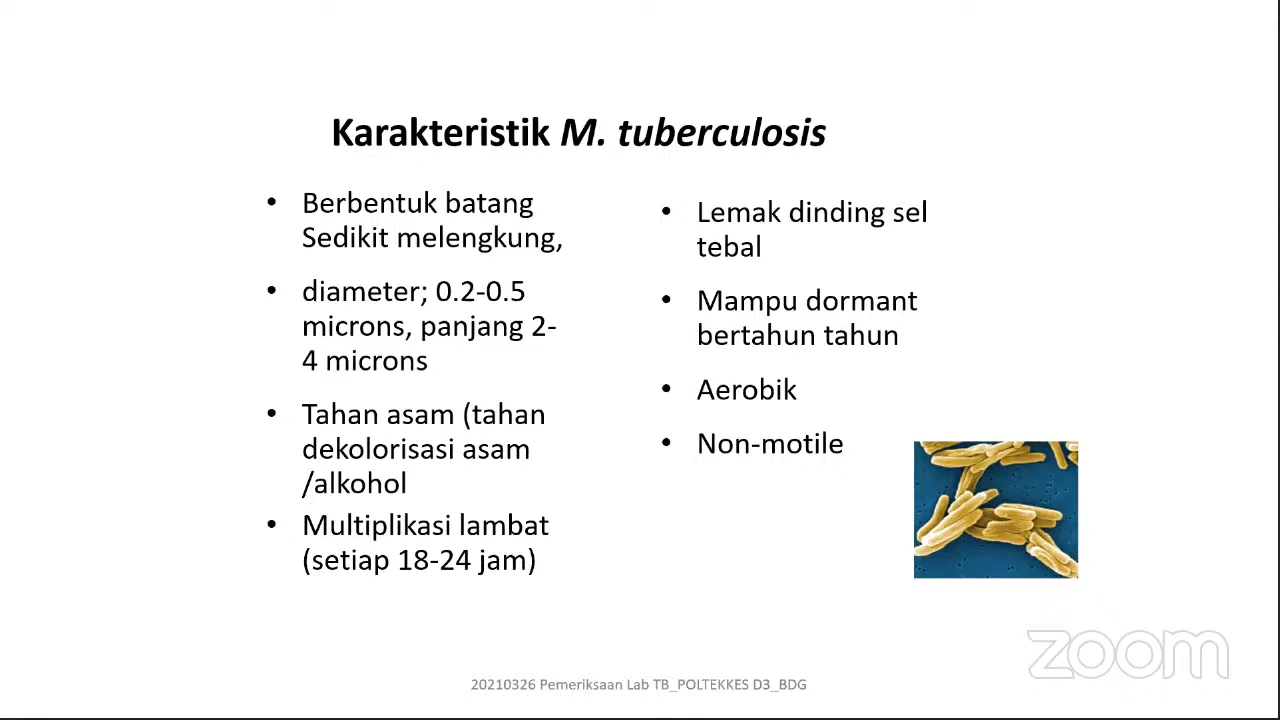 Karakteristik M. tuberculosis
• Berbentuk batang
Sedikit melengkung,
• diameter; 0.2-0.5
microns, panjang 2-
4 microns
• Tahan asam (tahan
dekolorisasi asam
/alkohol
• Multiplikasi lambat
(setiap 18-24 jam)
• Lemak dinding sel
tebal
• Mampu dormant
bertahun tahun
• Aerobik
• Non-motile
zoom
20210326 Pemeriksaan Lab TB_POLTEKKES D3_BDG